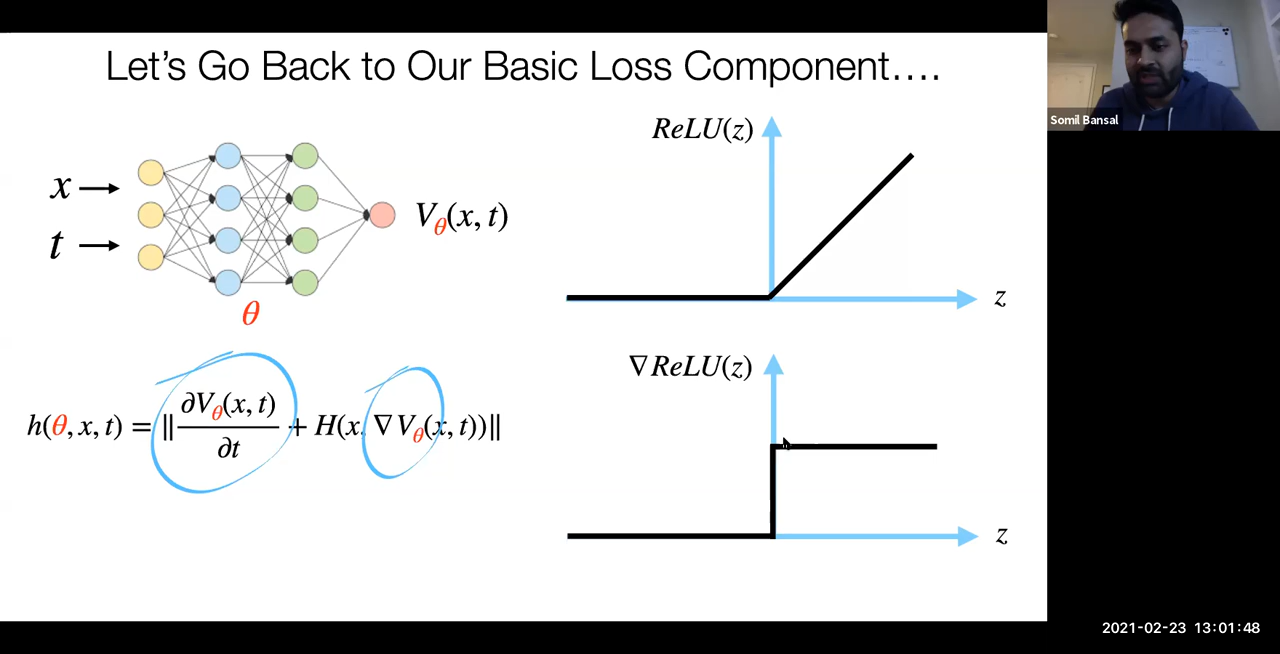 Let's Go Back to Our Basic Loss Component....
x
t
V_θ(x, t)
θ
h(θ, x, t) = ‖ ∂V_θ(x, t)/∂t + H(x, ∇V_θ(x, t))‖
ReLU(z)
z
∇ReLU(z)
z
Somil Bansal
2021-02-23 13:01:48